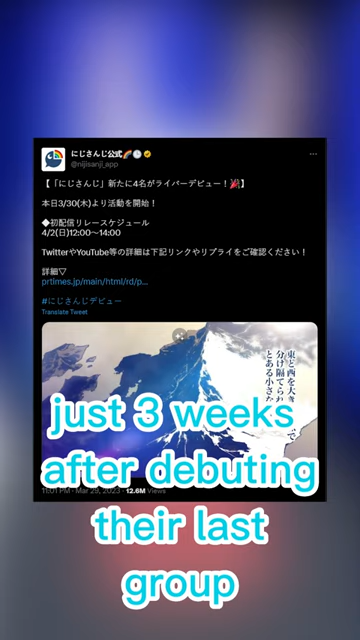 にじさんじ公式🌈🕒
@nijisanji_app
【「にじさんじ」新たに4名がライバーデビュー！🎉】
本日3/30(木)より活動を開始！
◆初配信リレースケジュール
4/2(日)12:00〜14:00
TwitterやYouTube等の詳細は下記リンクやリプライをご確認ください！
詳細▽
prtimes.jp/main/html/rd/p...
#にじさんじデビュー
Translate Tweet
東と西を大き
分け隔てられ
とある小さな
just 3 weeks
after debuting
their last
group
11:01 PM · Mar 29, 2023 · 12.6M Views